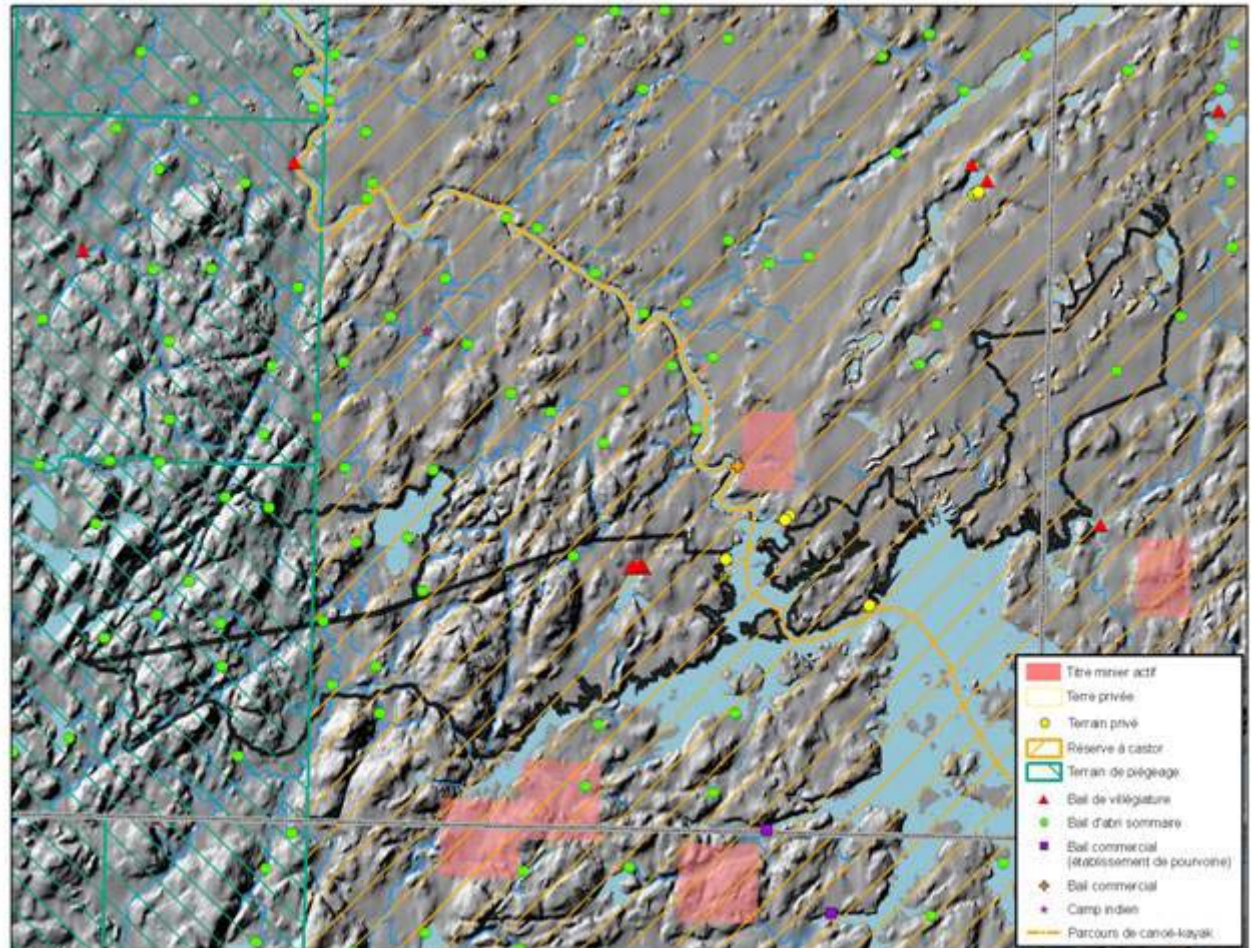 Titre minier actif
Terre privée
Terrain privé
Réserve à castor
Terrain de piégeage
Bail de villégiature
Bail d'abri sommaire
Bail commercial
(établissement de pourvoirie)
Bail commercial
Camp indien
Parcours de canoë-kayak